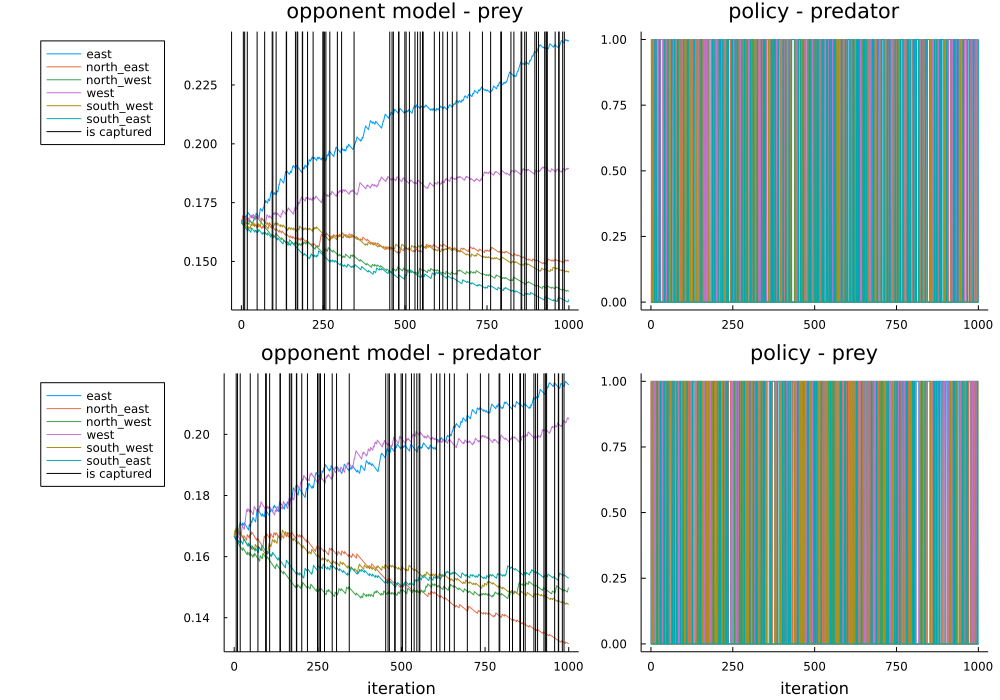 opponent model - prey
policy - predator
east
north_east
north_west
west
south_west
south_east
is captured
0.225
0.200
0.175
0.150
0 250 500 750 1000
1.00
0.75
0.50
0.25
0.00
0 250 500 750 1000
opponent model - predator
policy - prey
east
north_east
north_west
west
south_west
south_east
is captured
0.20
0.18
0.16
0.14
0 250 500 750 1000
iteration
1.00
0.75
0.50
0.25
0.00
0 250 500 750 1000
iteration